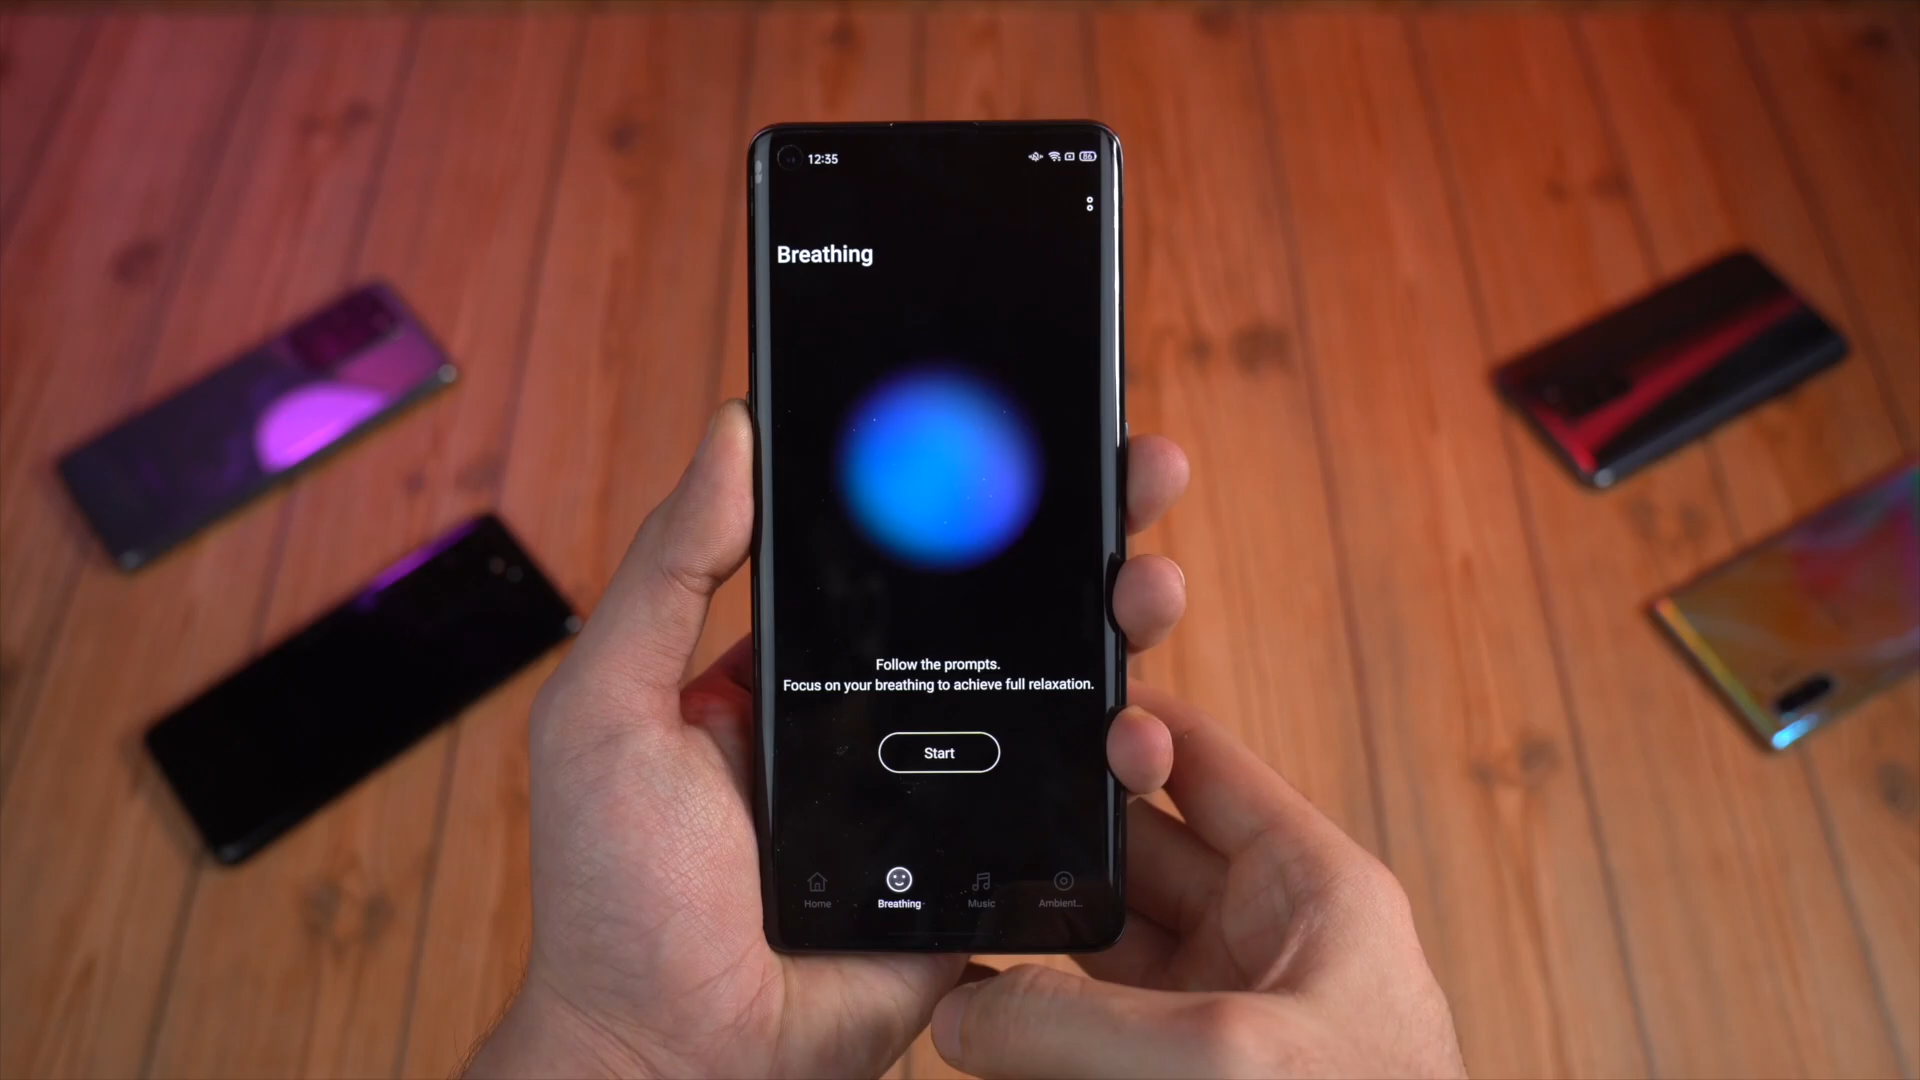 12:35
86
Breathing
Follow the prompts.
Focus on your breathing to achieve full relaxation.
Start
Home
Breathing
Music
Ambient...